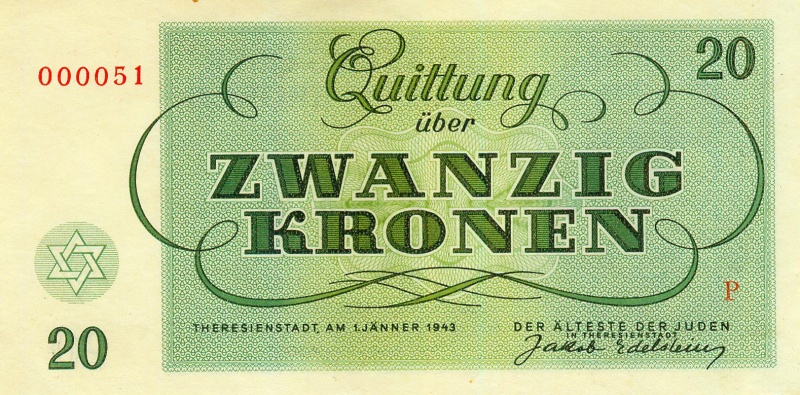 000051
Quittung
20
über
ZWANZIG
KRONEN
P
THERESIENSTADT, AM 1. JÄNNER 1943
DER ÄLTESTE DER JUDEN
IN THERESIENSTADT
Jakob Edelstein
20